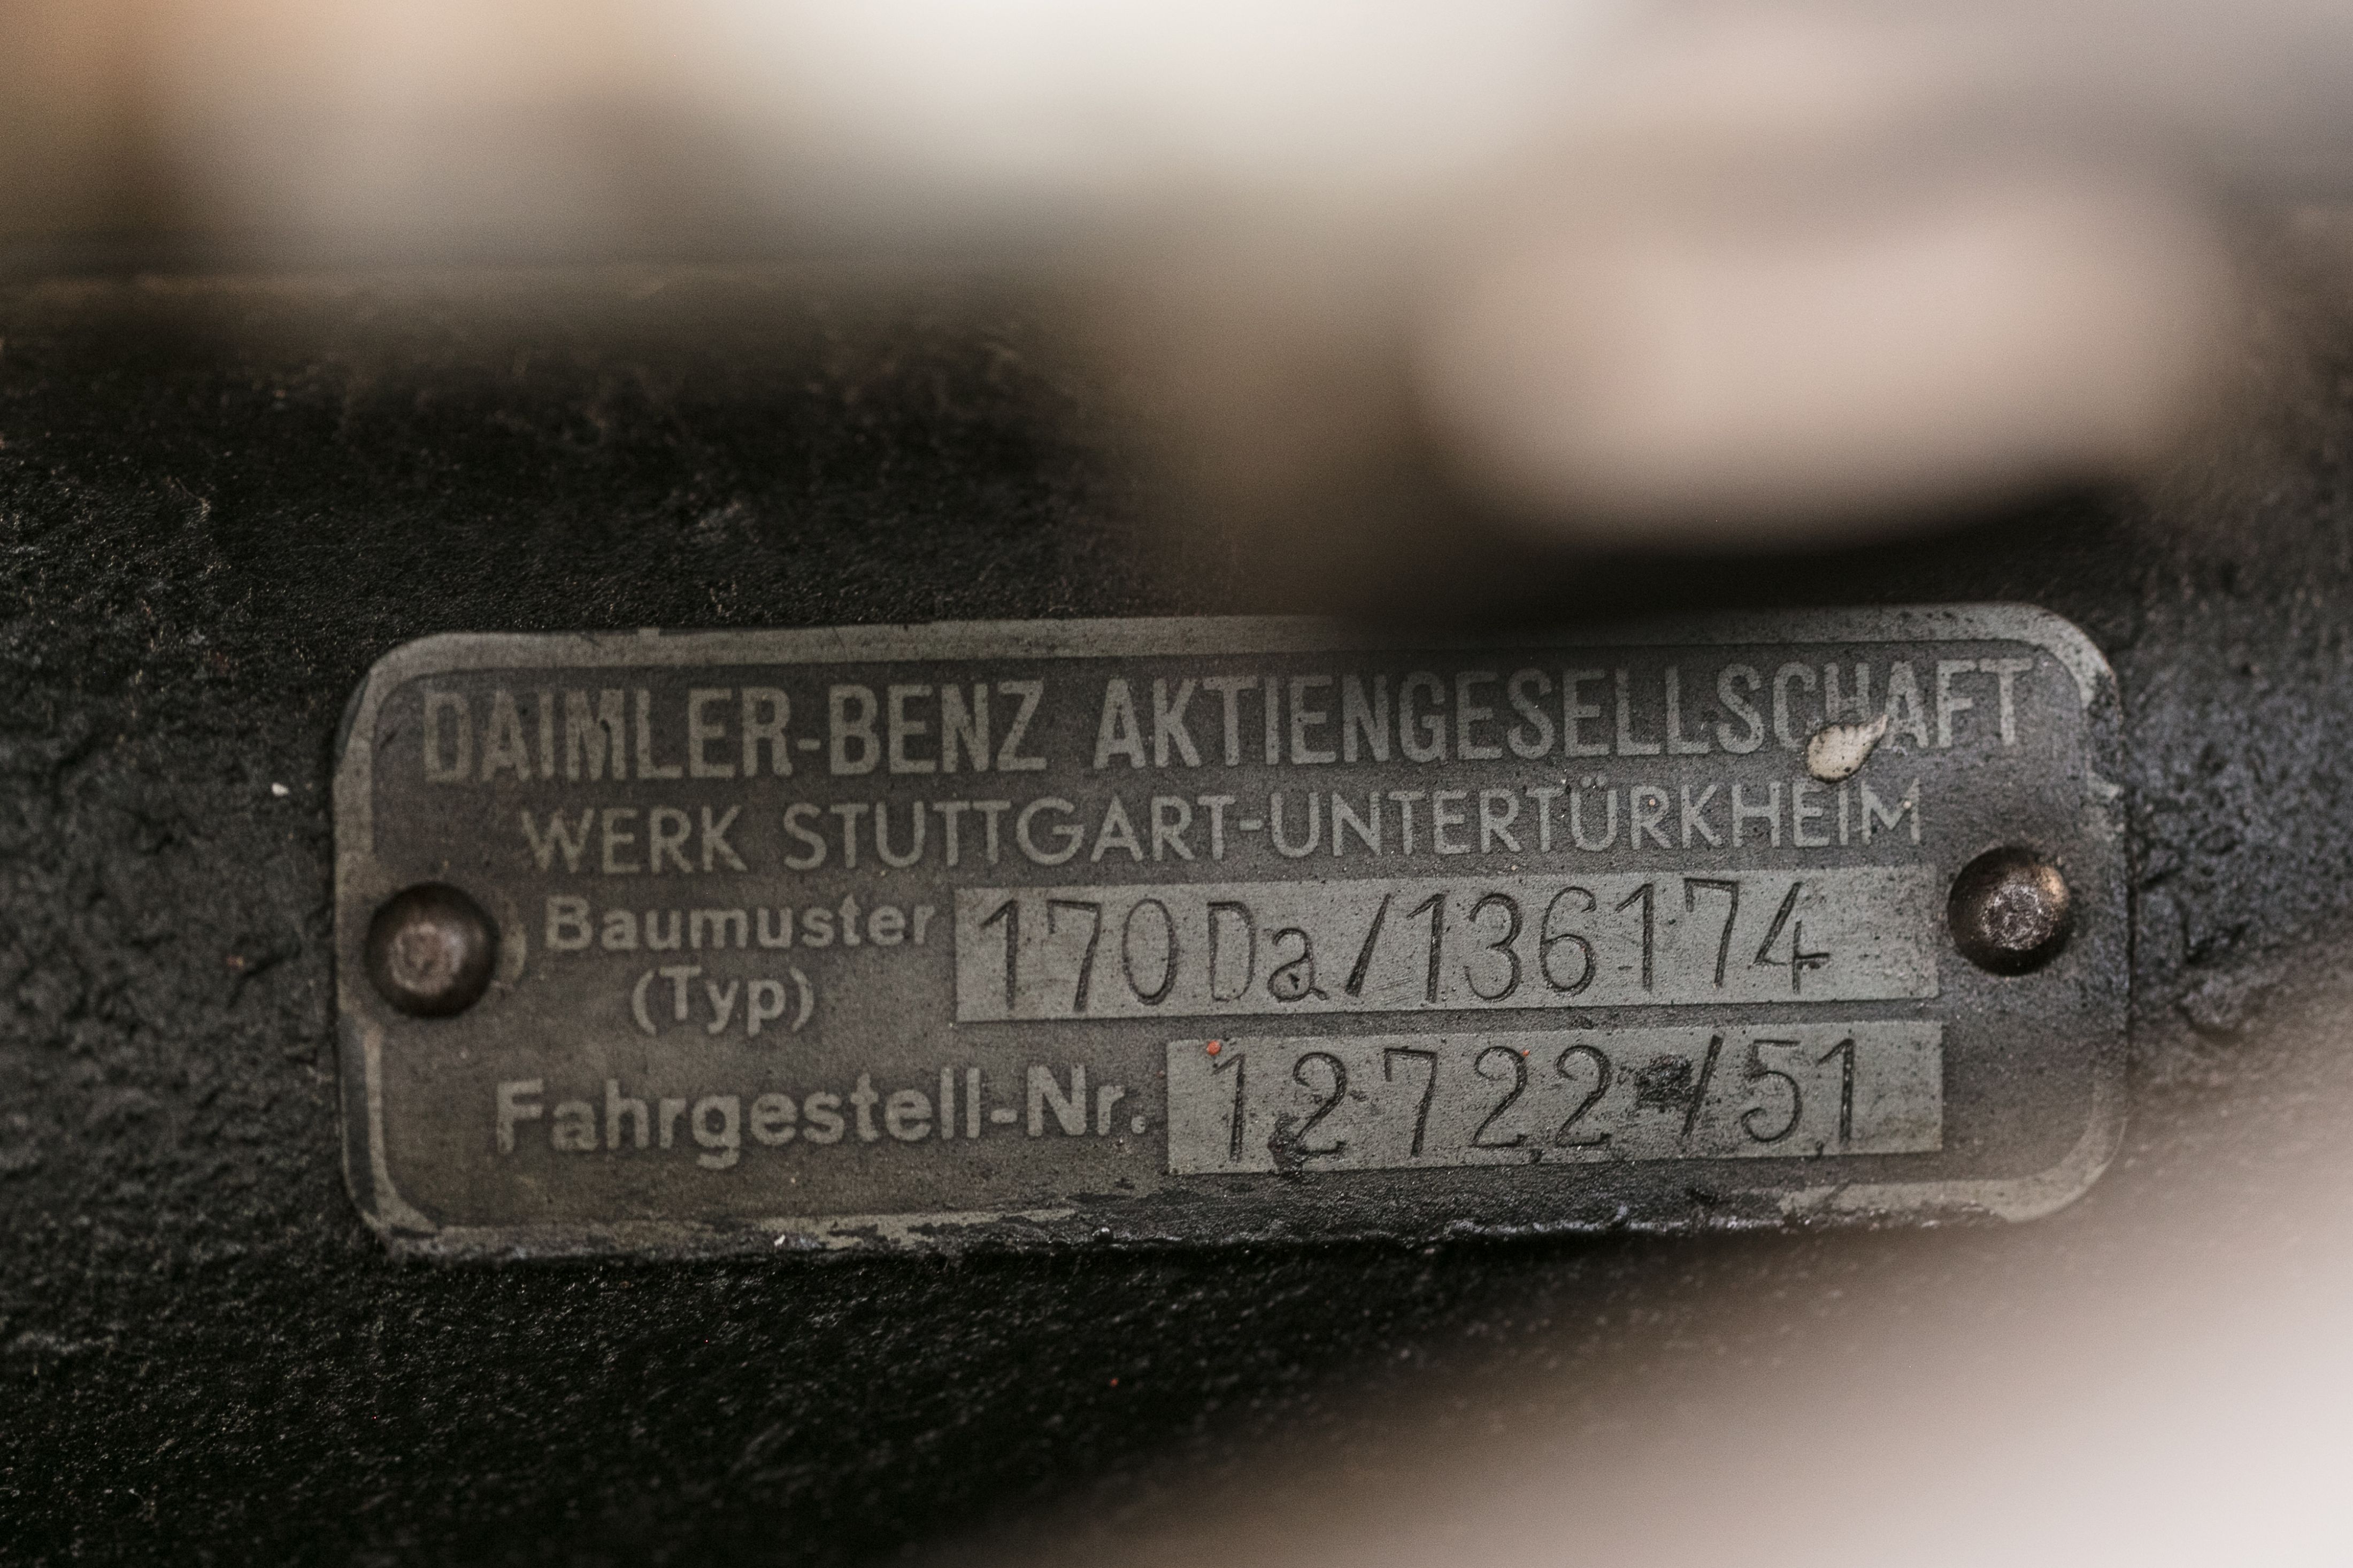 DAIMLER-BENZ AKTIENGESELLSCHAFT
WERK STUTTGART-UNTERTÜRKHEIM
Baumuster 170Da/136174
(Typ)
Fahrgestell-Nr. 12722/51